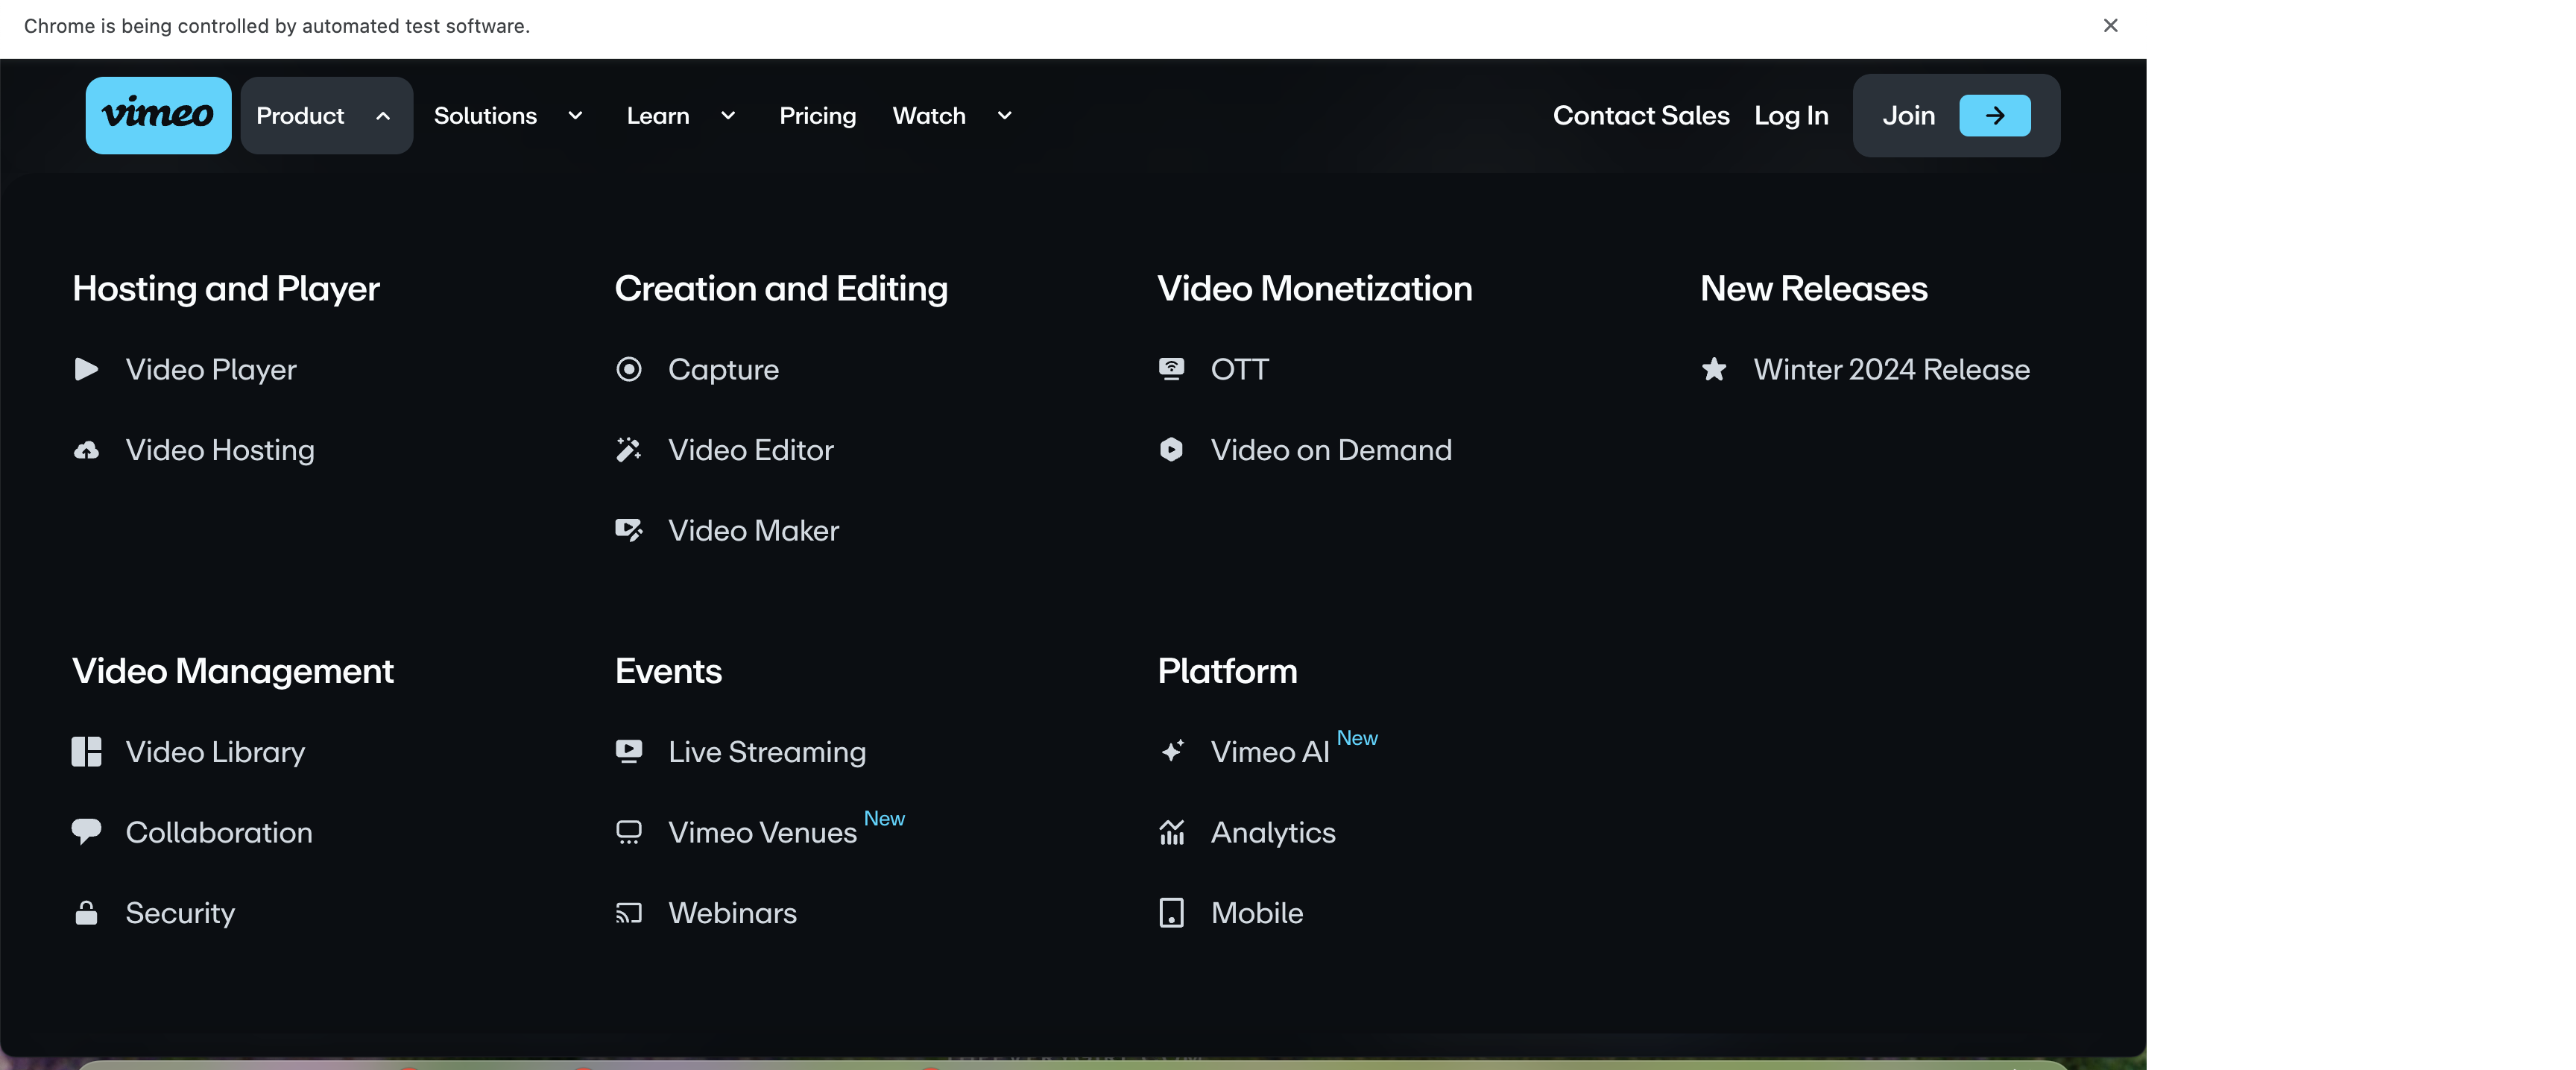 Chrome is being controlled by automated test software.
vimeo
Product
Solutions
Learn
Pricing
Watch
Contact Sales
Log In
Join
Hosting and Player
Video Player
Video Hosting
Creation and Editing
Capture
Video Editor
Video Maker
Video Monetization
OTT
Video on Demand
New Releases
Winter 2024 Release
Video Management
Video Library
Collaboration
Security
Events
Live Streaming
Vimeo Venues New
Webinars
Platform
Vimeo AI New
Analytics
Mobile